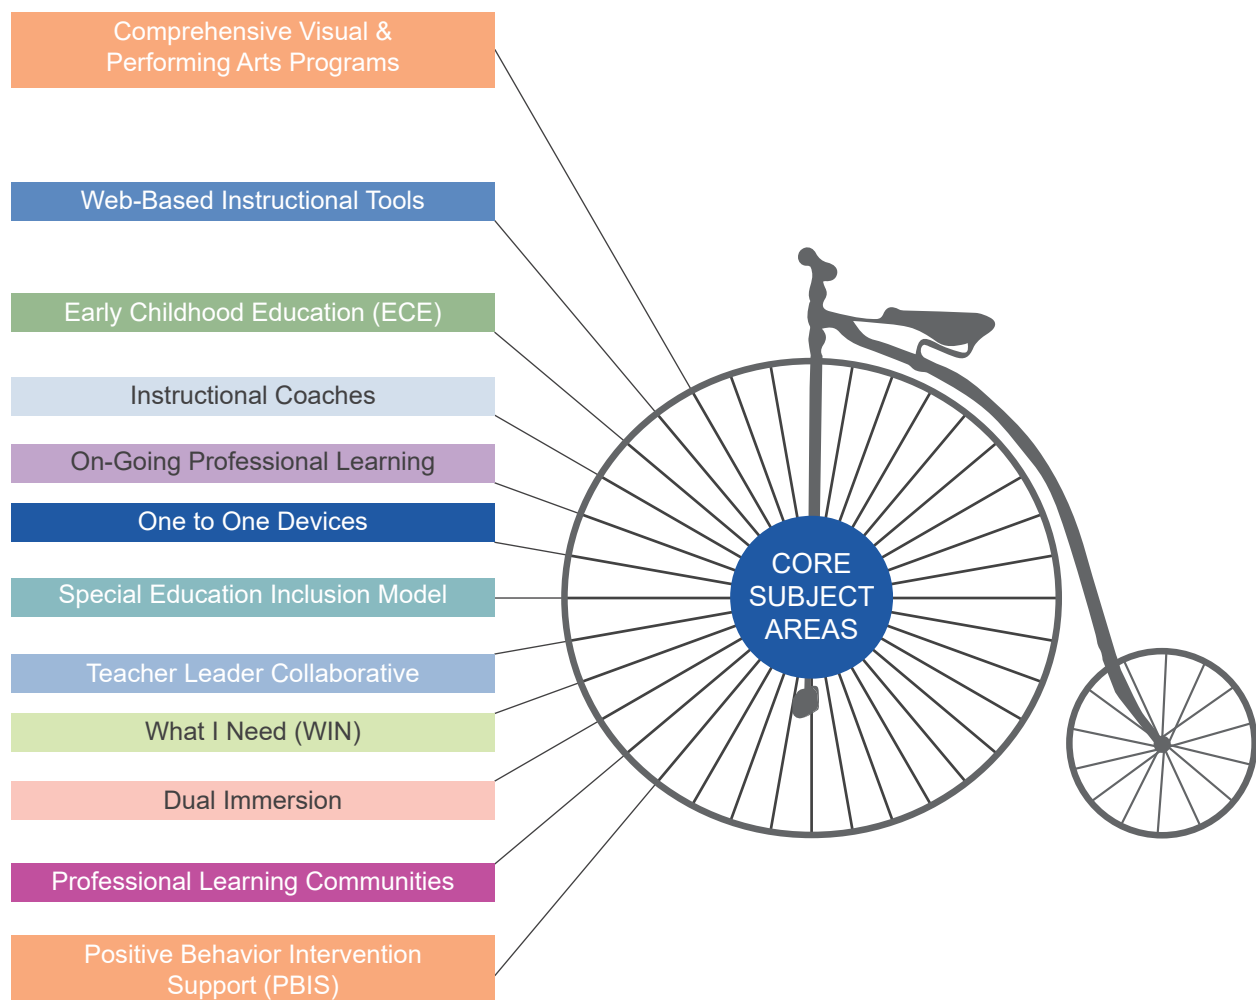 Comprehensive Visual &
Performing Arts Programs
Web-Based Instructional Tools
Early Childhood Education (ECE)
Instructional Coaches
On-Going Professional Learning
One to One Devices
Special Education Inclusion Model
Teacher Leader Collaborative
What I Need (WIN)
Dual Immersion
Professional Learning Communities
Positive Behavior Intervention
Support (PBIS)
CORE
SUBJECT
AREAS